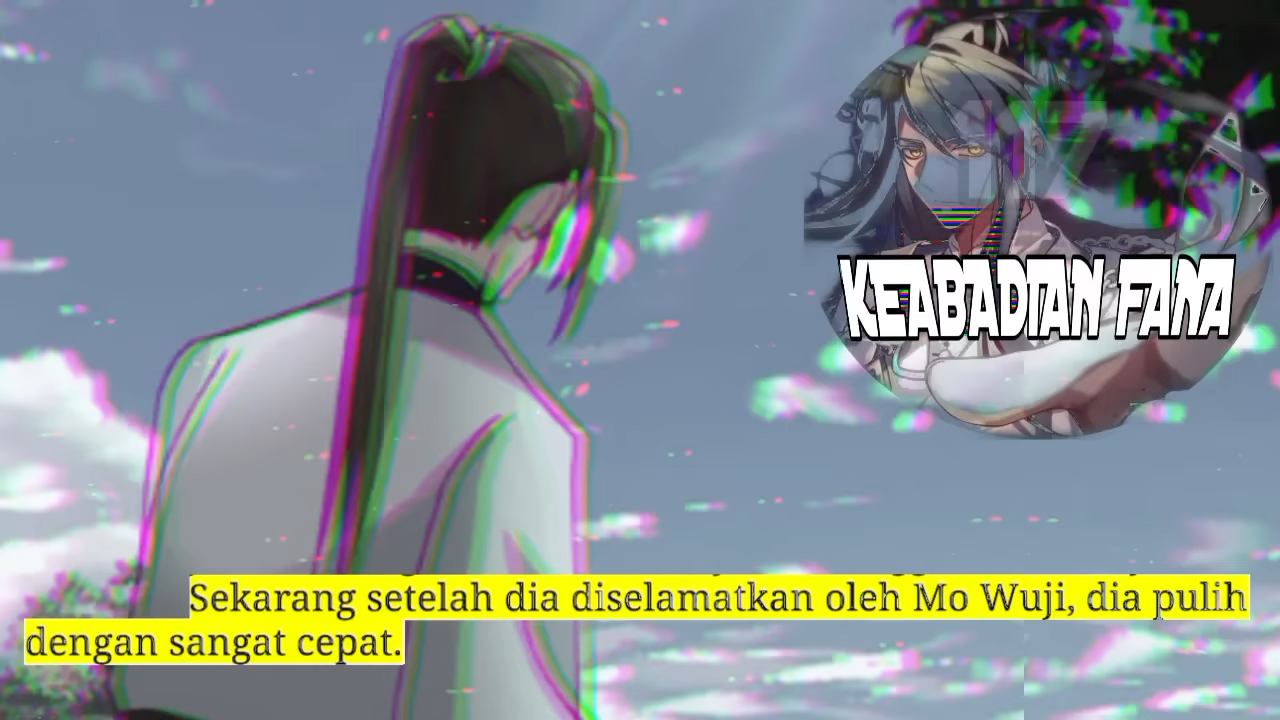 KEABADIAN FANA
Sekarang setelah dia diselamatkan oleh Mo Wuji, dia pulih
dengan sangat cepat.